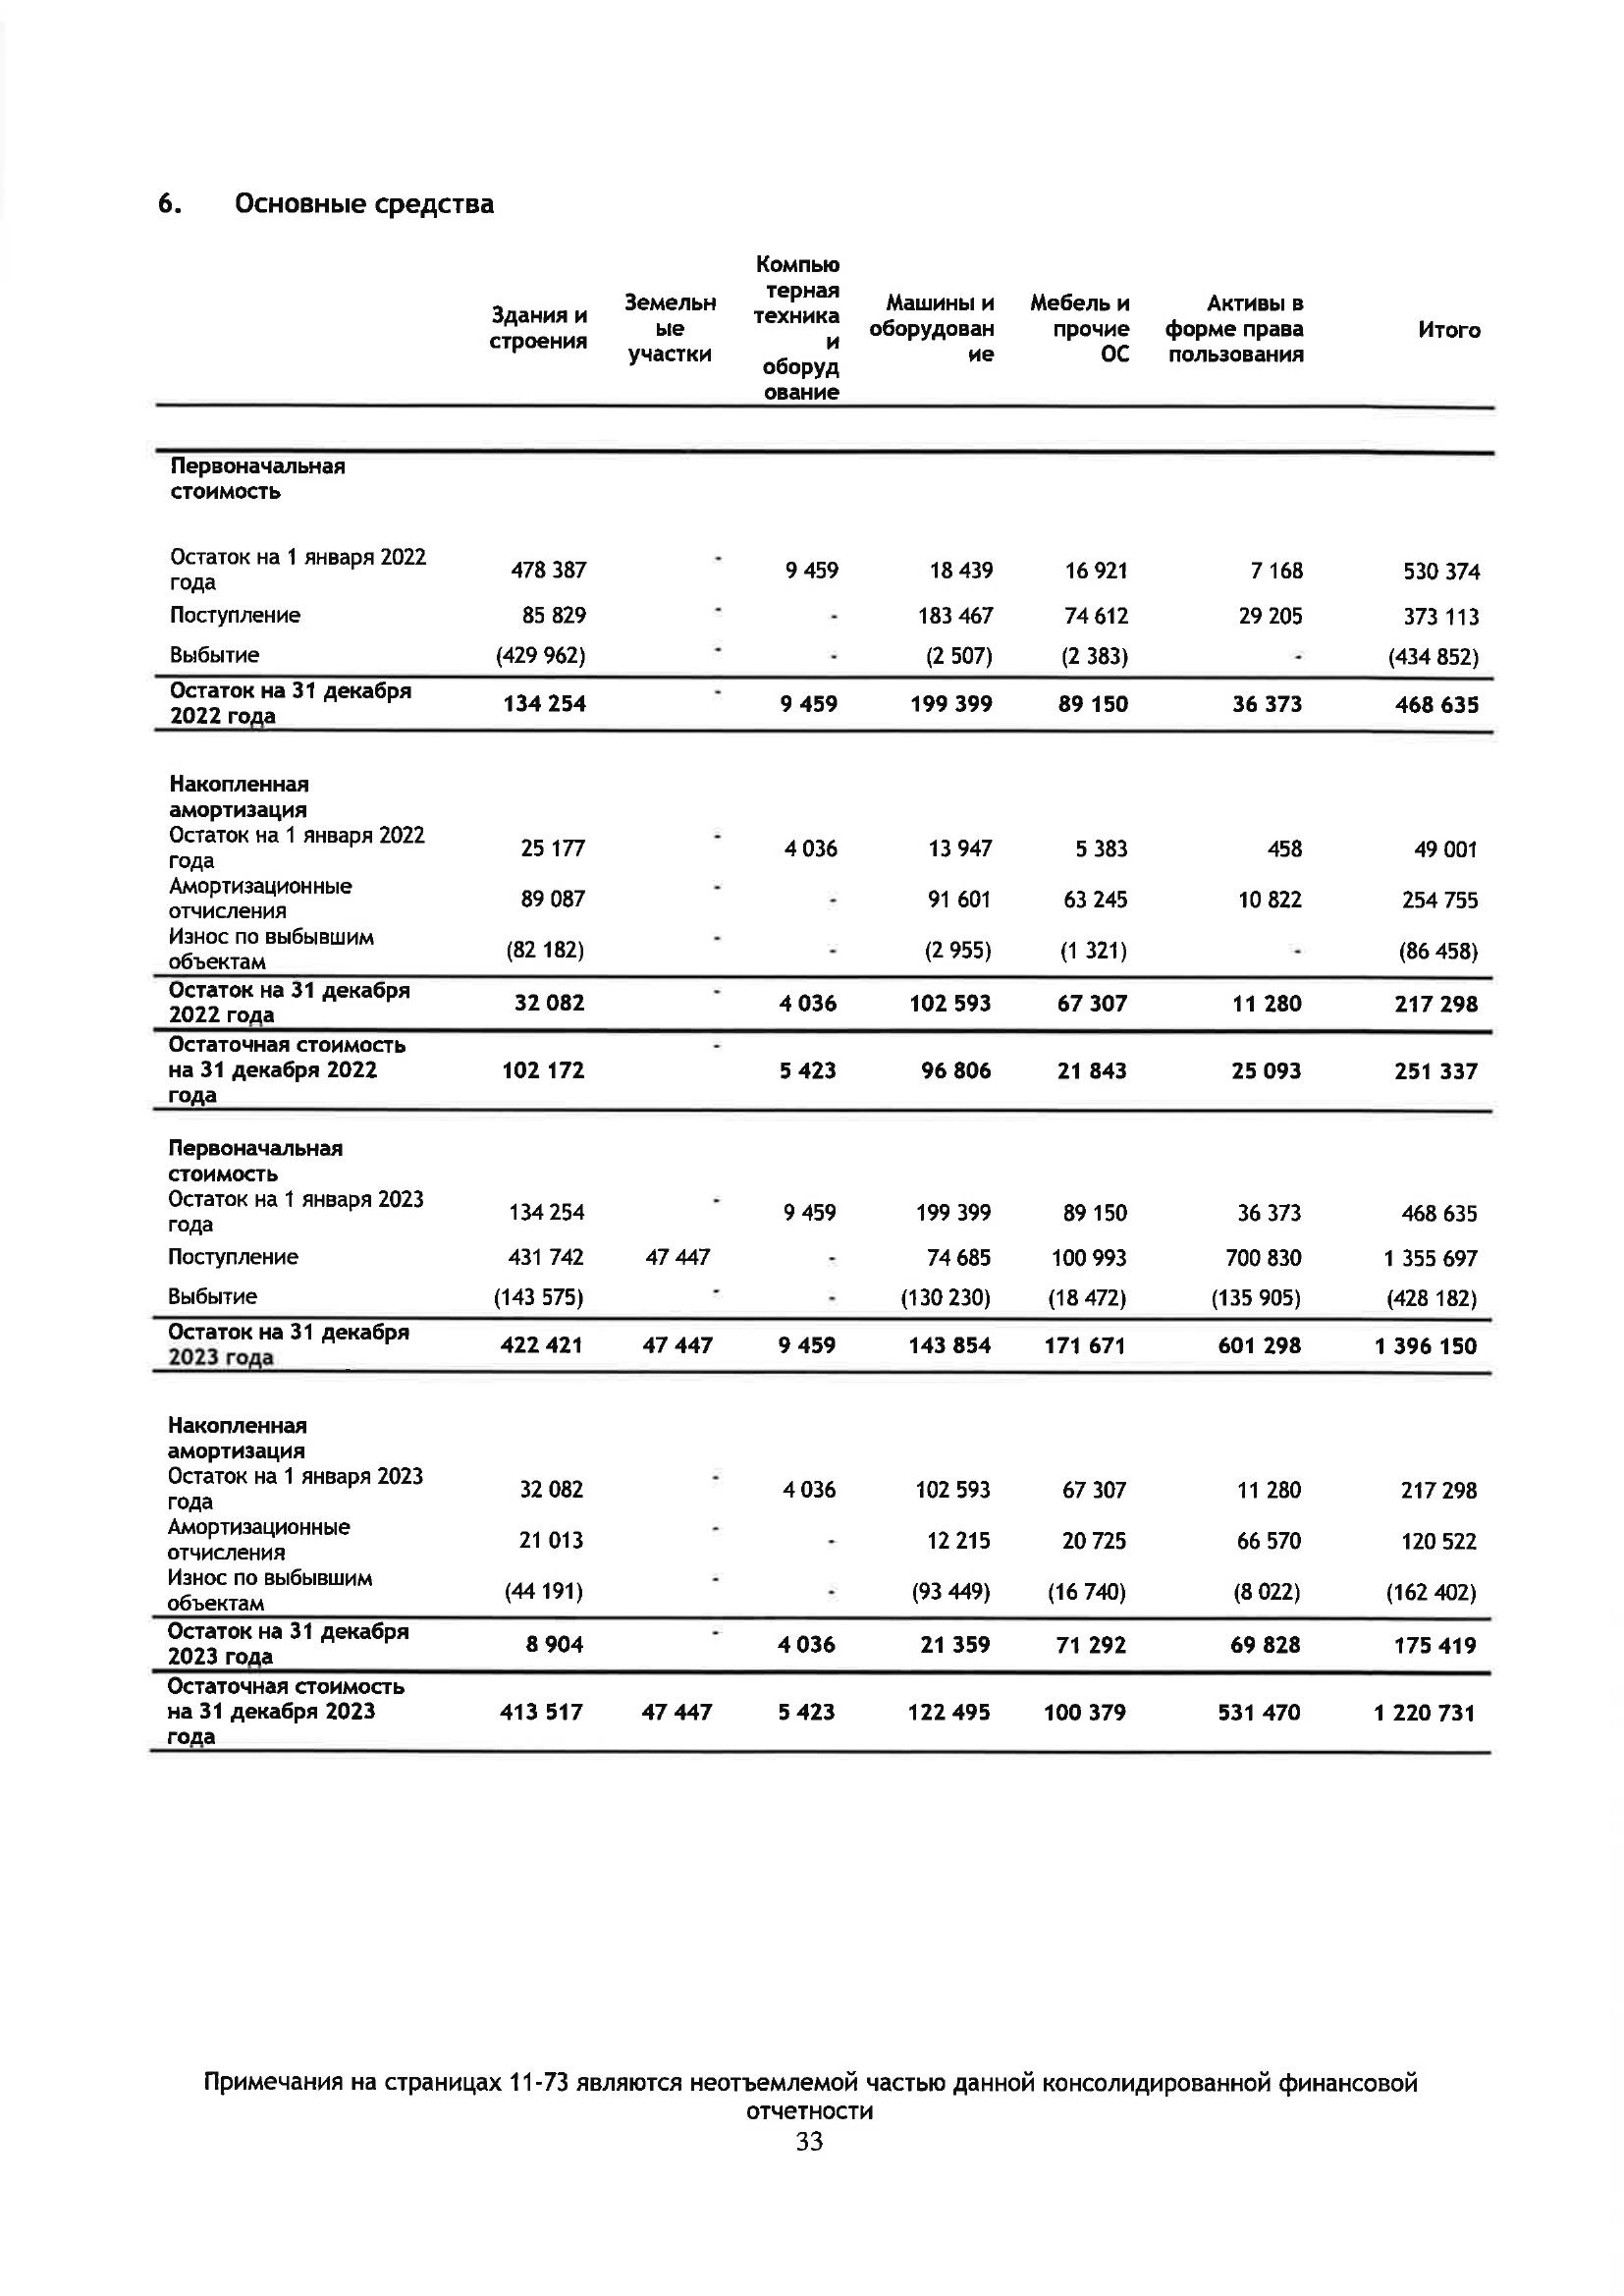 6. Основные средства
Здания и строения Земельн ые участки Компью терная техника и оборуд ование Машины и оборудован ие Мебель и прочие ОС Активы в форме права пользования Итого
Первоначальная
стоимость
Остаток на 1 января 2022
года 478 387 - 9 459 18 439 16 921 7 168 530 374
Поступление 85 829 - - 183 467 74 612 29 205 373 113
Выбытие (429 962) - - (2 507) (2 383) - (434 852)
Остаток на 31 декабря
2022 года 134 254 - 9 459 199 399 89 150 36 373 468 635
Накопленная
амортизация
Остаток на 1 января 2022
года 25 177 - 4 036 13 947 5 383 458 49 001
Амортизационные
отчисления 89 087 - - 91 601 63 245 10 822 254 755
Износ по выбывшим
объектам (82 182) - - (2 955) (1 321) - (86 458)
Остаток на 31 декабря
2022 года 32 082 - 4 036 102 593 67 307 11 280 217 298
Остаточная стоимость
на 31 декабря 2022
года 102 172 - 5 423 96 806 21 843 25 093 251 337
Первоначальная
стоимость
Остаток на 1 января 2023
года 134 254 - 9 459 199 399 89 150 36 373 468 635
Поступление 431 742 47 447 - 74 685 100 993 700 830 1 355 697
Выбытие (143 575) - - (130 230) (18 472) (135 905) (428 182)
Остаток на 31 декабря
2023 года 422 421 47 447 9 459 143 854 171 671 601 298 1 396 150
Накопленная
амортизация
Остаток на 1 января 2023
года 32 082 - 4 036 102 593 67 307 11 280 217 298
Амортизационные
отчисления 21 013 - - 12 215 20 725 66 570 120 522
Износ по выбывшим
объектам (44 191) - - (93 449) (16 740) (8 022) (162 402)
Остаток на 31 декабря
2023 года 8 904 - 4 036 21 359 71 292 69 828 175 419
Остаточная стоимость
на 31 декабря 2023
года 413 517 47 447 5 423 122 495 100 379 531 470 1 220 731
Примечания на страницах 11-73 являются неотъемлемой частью данной консолидированной финансовой
отчетности
33